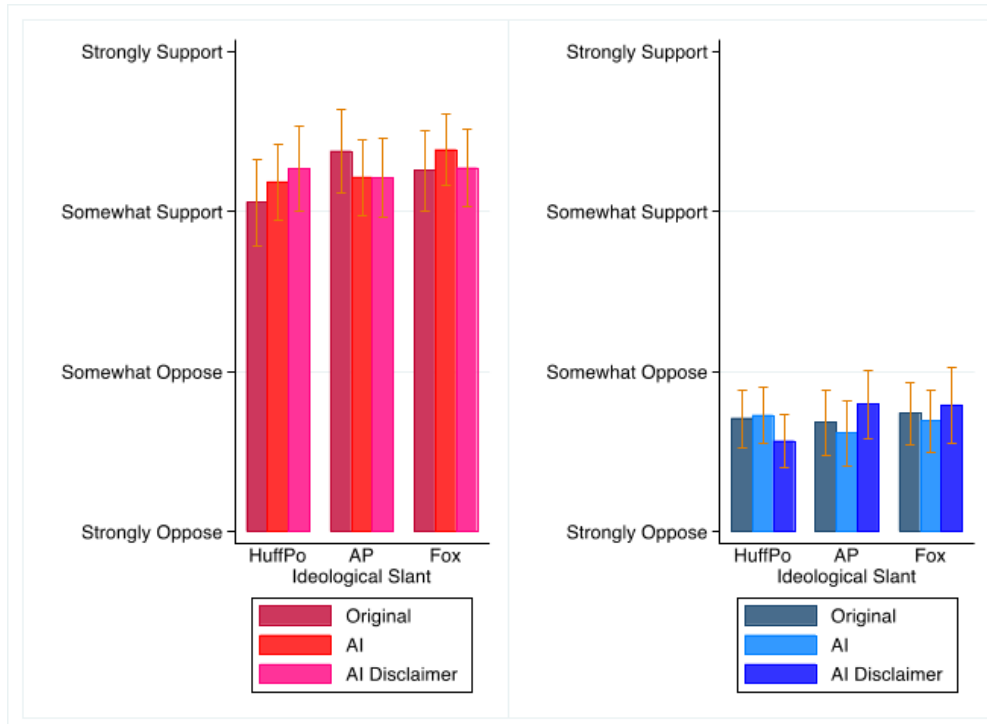 Strongly Support
Somewhat Support
Somewhat Oppose
Strongly Oppose
HuffPo AP Fox
Ideological Slant
Original
AI
AI Disclaimer
Strongly Support
Somewhat Support
Somewhat Oppose
Strongly Oppose
HuffPo AP Fox
Ideological Slant
Original
AI
AI Disclaimer